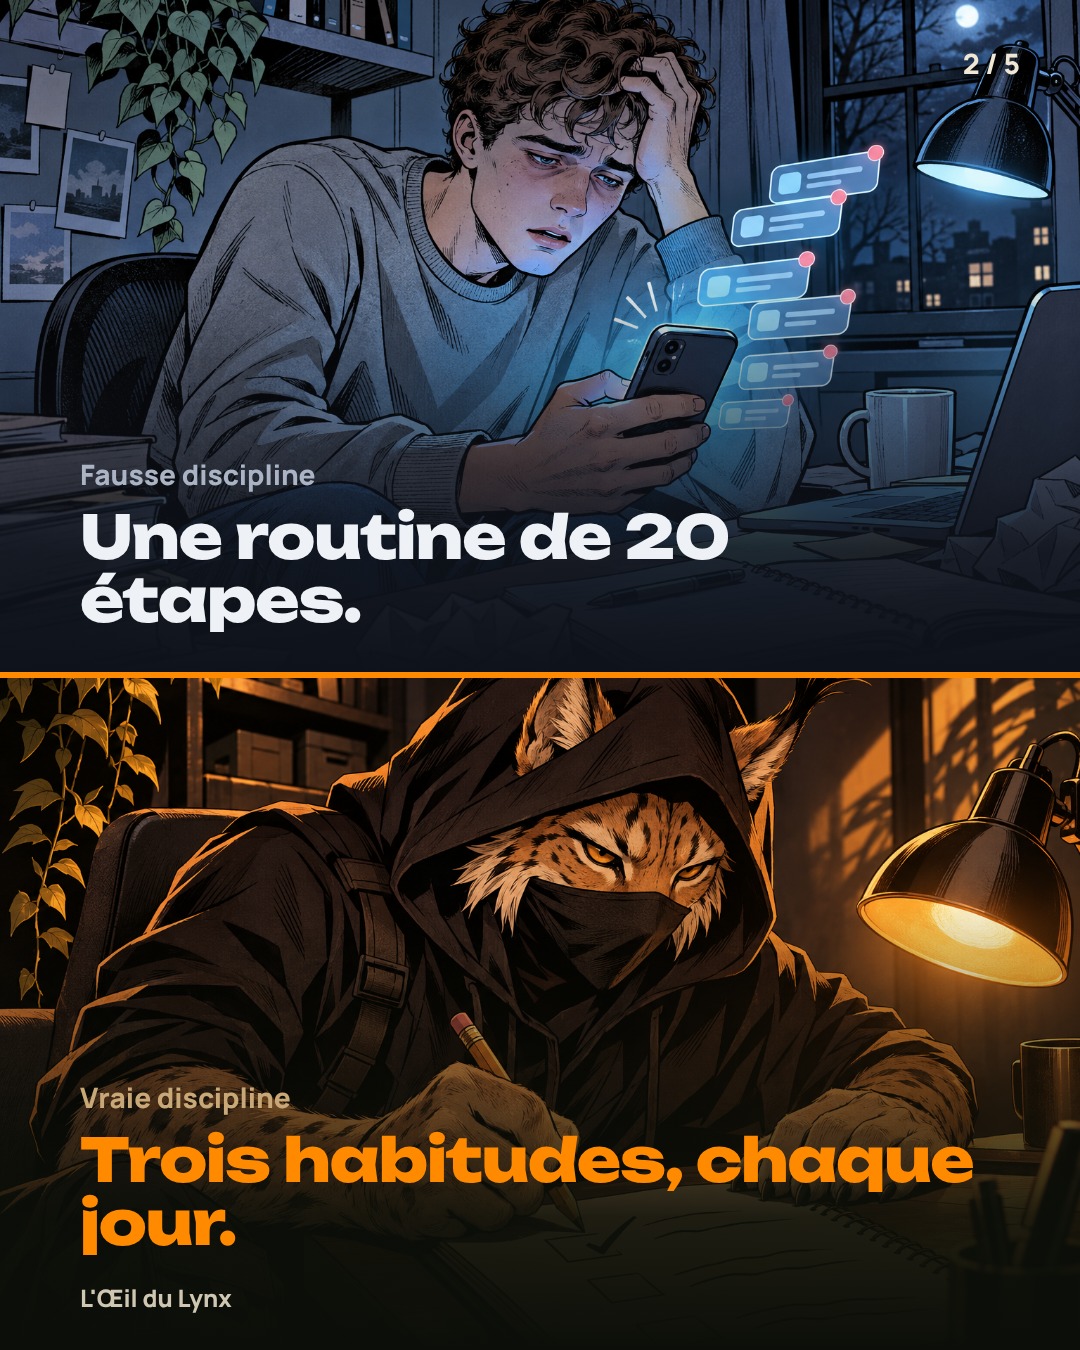 2 / 5
Fausse discipline
Une routine de 20
étapes.
Vraie discipline
Trois habitudes, chaque
jour.
L'Œil du Lynx